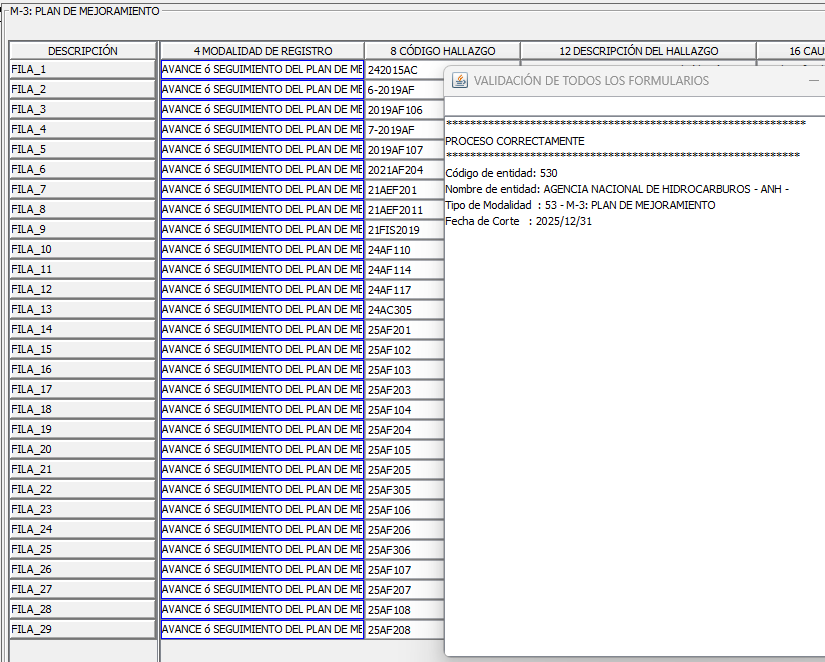 M-3: PLAN DE MEJORAMIENTO
DESCRIPCIÓN 4 MODALIDAD DE REGISTRO 8 CÓDIGO HALLAZGO 12 DESCRIPCIÓN DEL HALLAZGO 16 CAU
FILA_1 AVANCE ó SEGUIMIENTO DEL PLAN DE ME 242015AC
FILA_2 AVANCE ó SEGUIMIENTO DEL PLAN DE ME 6-2019AF
FILA_3 AVANCE ó SEGUIMIENTO DEL PLAN DE ME 2019AF106
FILA_4 AVANCE ó SEGUIMIENTO DEL PLAN DE ME 7-2019AF
FILA_5 AVANCE ó SEGUIMIENTO DEL PLAN DE ME 2019AF107
FILA_6 AVANCE ó SEGUIMIENTO DEL PLAN DE ME 2021AF204
FILA_7 AVANCE ó SEGUIMIENTO DEL PLAN DE ME 21AEF201
FILA_8 AVANCE ó SEGUIMIENTO DEL PLAN DE ME 21AEF2011
FILA_9 AVANCE ó SEGUIMIENTO DEL PLAN DE ME 21FIS2019
FILA_10 AVANCE ó SEGUIMIENTO DEL PLAN DE ME 24AF110
FILA_11 AVANCE ó SEGUIMIENTO DEL PLAN DE ME 24AF114
FILA_12 AVANCE ó SEGUIMIENTO DEL PLAN DE ME 24AF117
FILA_13 AVANCE ó SEGUIMIENTO DEL PLAN DE ME 24AC305
FILA_14 AVANCE ó SEGUIMIENTO DEL PLAN DE ME 25AF201
FILA_15 AVANCE ó SEGUIMIENTO DEL PLAN DE ME 25AF102
FILA_16 AVANCE ó SEGUIMIENTO DEL PLAN DE ME 25AF103
FILA_17 AVANCE ó SEGUIMIENTO DEL PLAN DE ME 25AF203
FILA_18 AVANCE ó SEGUIMIENTO DEL PLAN DE ME 25AF104
FILA_19 AVANCE ó SEGUIMIENTO DEL PLAN DE ME 25AF204
FILA_20 AVANCE ó SEGUIMIENTO DEL PLAN DE ME 25AF105
FILA_21 AVANCE ó SEGUIMIENTO DEL PLAN DE ME 25AF205
FILA_22 AVANCE ó SEGUIMIENTO DEL PLAN DE ME 25AF305
FILA_23 AVANCE ó SEGUIMIENTO DEL PLAN DE ME 25AF106
FILA_24 AVANCE ó SEGUIMIENTO DEL PLAN DE ME 25AF206
FILA_25 AVANCE ó SEGUIMIENTO DEL PLAN DE ME 25AF306
FILA_26 AVANCE ó SEGUIMIENTO DEL PLAN DE ME 25AF107
FILA_27 AVANCE ó SEGUIMIENTO DEL PLAN DE ME 25AF207
FILA_28 AVANCE ó SEGUIMIENTO DEL PLAN DE ME 25AF108
FILA_29 AVANCE ó SEGUIMIENTO DEL PLAN DE ME 25AF208
VALIDACIÓN DE TODOS LOS FORMULARIOS
************************************************************
PROCESO CORRECTAMENTE
***********************************************************
Código de entidad: 530
Nombre de entidad: AGENCIA NACIONAL DE HIDROCARBUROS - ANH -
Tipo de Modalidad : 53 - M-3: PLAN DE MEJORAMIENTO
Fecha de Corte : 2025/12/31